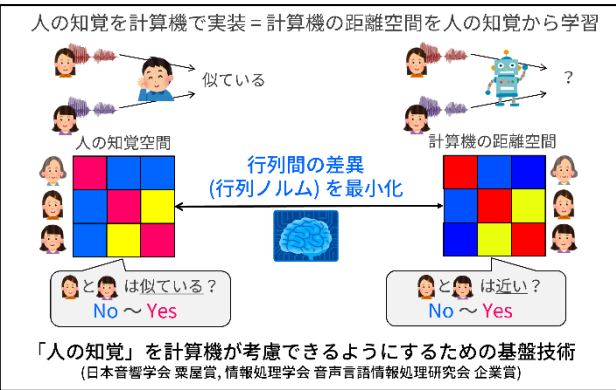 人の知覚を計算機で実装 = 計算機の距離空間を人の知覚から学習
似ている
?
人の知覚空間
計算機の距離空間
行列間の差異
(行列ノルム) を最小化
と は似ている?
No ～ Yes
と は近い?
No ～ Yes
「人の知覚」を計算機が考慮できるようにするための基盤技術
(日本音響学会 粟屋賞, 情報処理学会 音声言語情報処理研究会 企業賞)